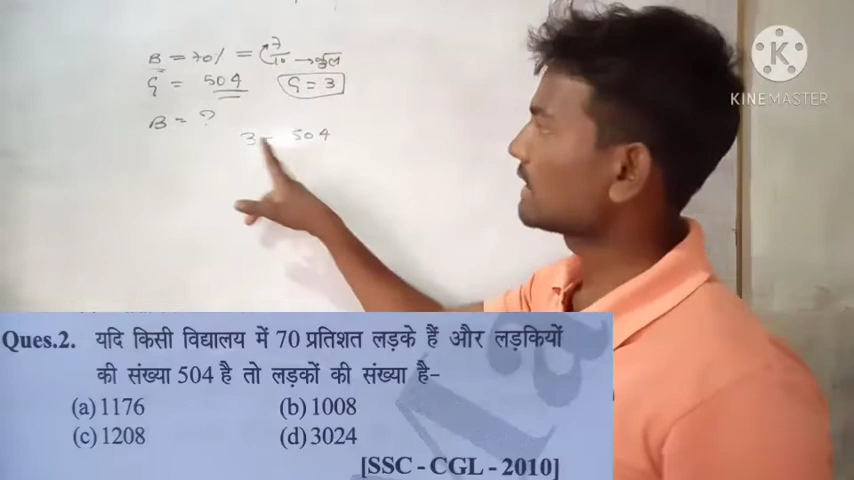 B = 70% = 7/10 → कुल
G = 504 G = 3
B = ?
3 = 504
K
KINEMASTER
Ques.2. यदि किसी विद्यालय में 70 प्रतिशत लड़के हैं और लड़कियों
की संख्या 504 है तो लड़कों की संख्या है-
(a) 1176 (b) 1008
(c) 1208 (d) 3024
[SSC - CGL - 2010]